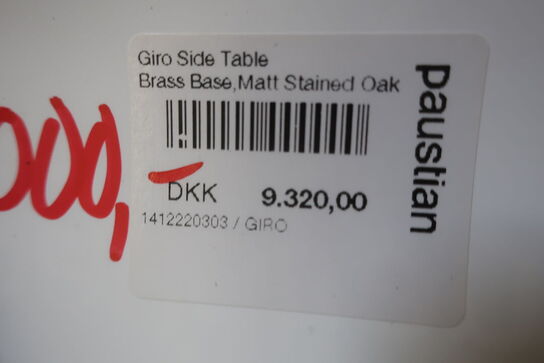 Giro Side Table
Brass Base, Matt Stained Oak
000,-
DKK 9.320,00
1412220303 / GIRO
paustian